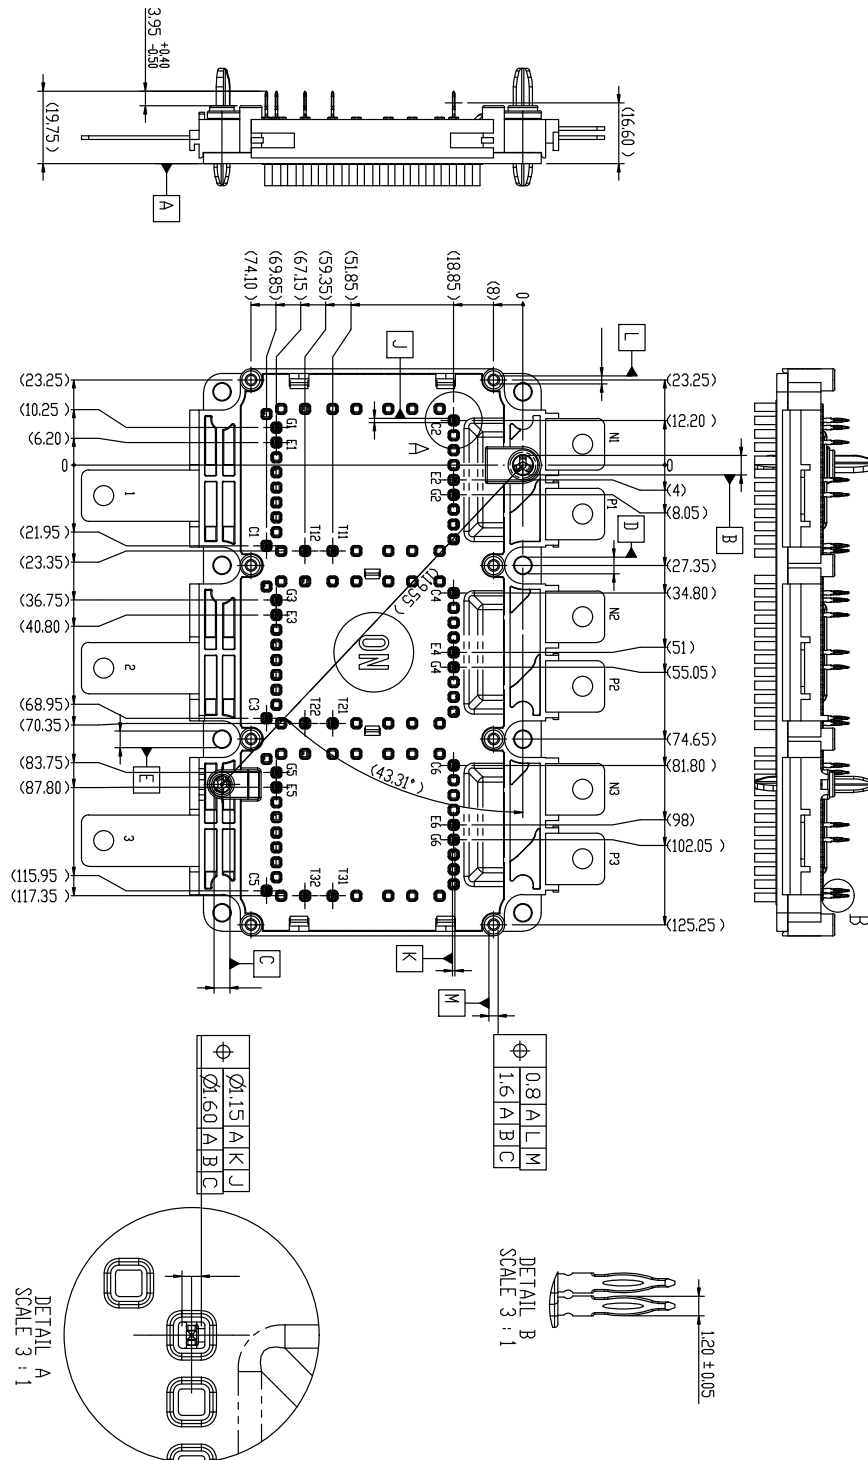 3.95 +0.40 -0.50
(19.75)
(16.60)
A
(74.10)
(69.85)
(67.15)
(59.35)
(51.85)
(18.85)
(8)
0
L
J
(23.25)
(10.25)
(6.20)
0
(21.95)
(23.35)
(36.75)
(40.80)
(68.95)
(70.35)
(83.75)
(87.80)
(115.95)
(117.35)
(23.25)
(12.20)
0
(4)
(8.05)
(27.35)
(34.80)
(51)
(55.05)
(74.65)
(81.80)
(98)
(102.05)
(125.25)
G1
E1
C2
A
N1
E2
G2
P1
1
C1
T12
T11
D
B
G3
E3
(119.55)
C4
N2
ON
E4
G4
P2
2
C3
T22
T21
G5
E5
(43.31°)
C6
N3
E
3
E6
G6
P3
C5
T32
T31
B
C
K
M
0.8 A L M
1.6 A B C
Ø1.15 A K J
Ø1.60 A B C
DETAIL B
SCALE 3 : 1
1.20 ±0.05
DETAIL A
SCALE 3 : 1